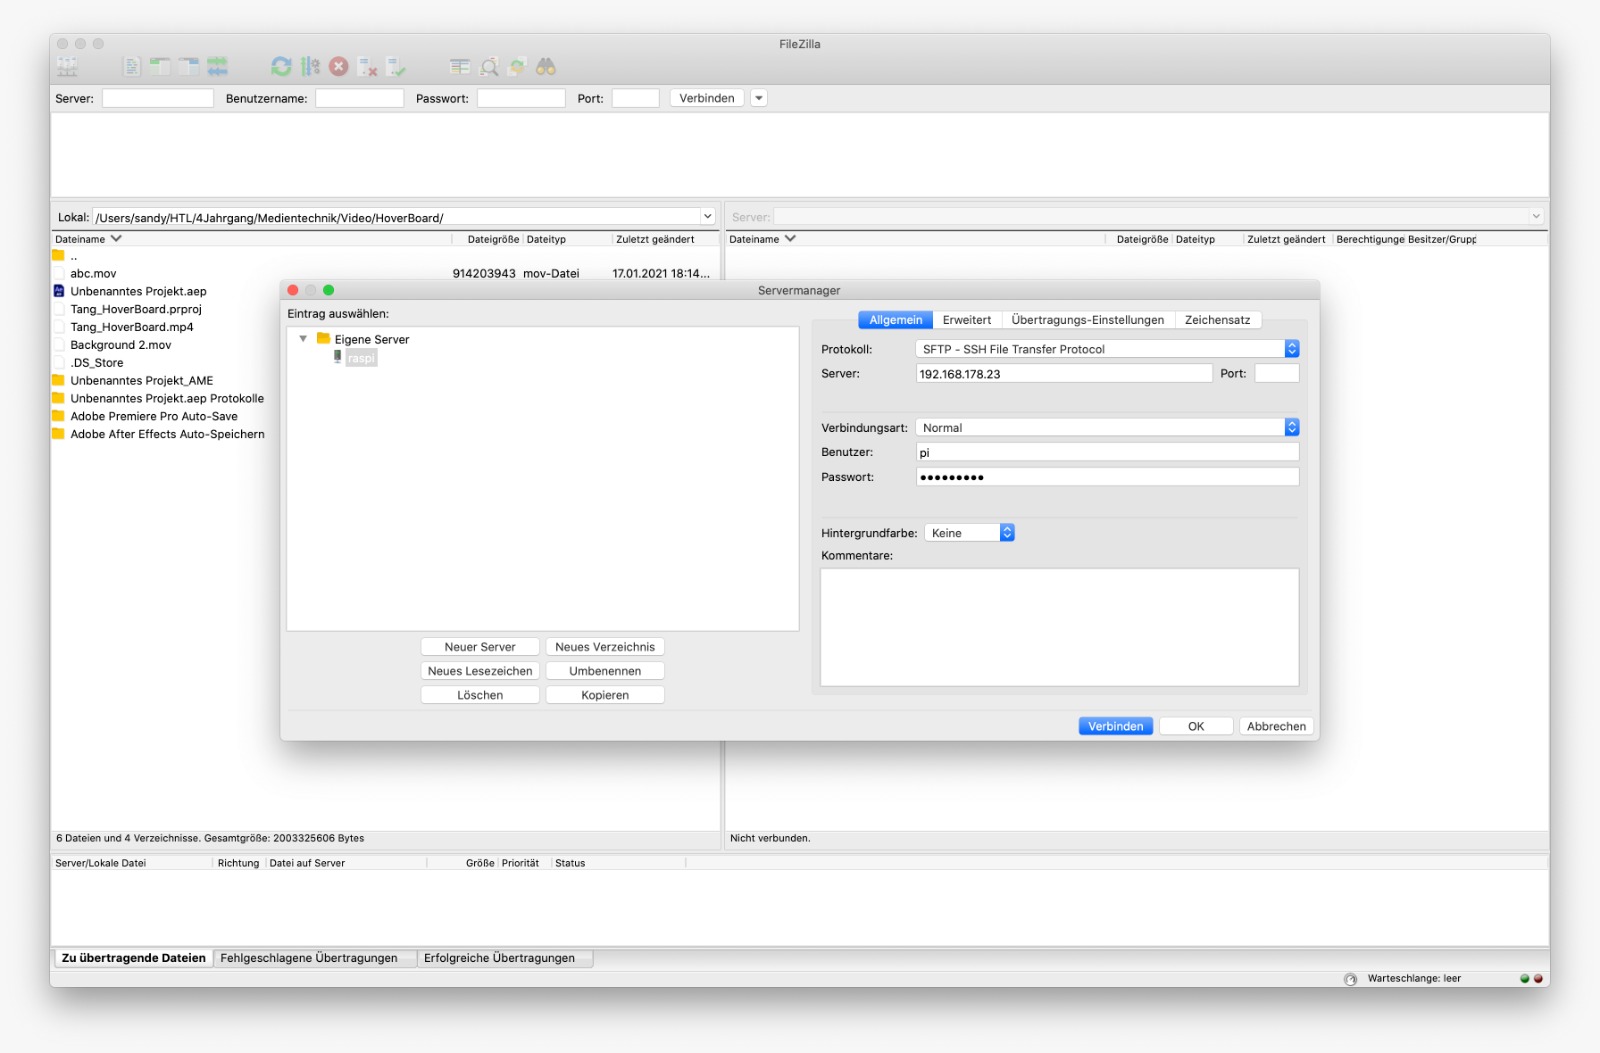 FileZilla
Server: Benutzername: Passwort: Port: Verbinden
Lokal: /Users/sandy/HTL/4Jahrgang/Medientechnik/Video/HoverBoard/
Server:
Dateiname Dateigröße Dateityp Zuletzt geändert
Dateiname Dateigröße Dateityp Zuletzt geändert Berechtigunge Besitzer/Grupp
..
abc.mov 914203943 mov-Datei 17.01.2021 18:14...
Unbenanntes Projekt.aep
Tang_HoverBoard.prproj
Tang_HoverBoard.mp4
Background 2.mov
.DS_Store
Unbenanntes Projekt_AME
Unbenanntes Projekt.aep Protokolle
Adobe Premiere Pro Auto-Save
Adobe After Effects Auto-Speichern
Servermanager
Eintrag auswählen:
Eigene Server
raspi
Neuer Server Neues Verzeichnis
Neues Lesezeichen Umbenennen
Löschen Kopieren
Allgemein Erweitert Übertragungs-Einstellungen Zeichensatz
Protokoll: SFTP - SSH File Transfer Protocol
Server: 192.168.178.23 Port:
Verbindungsart: Normal
Benutzer: pi
Passwort: •••••••••
Hintergrundfarbe: Keine
Kommentare:
Verbinden OK Abbrechen
6 Dateien und 4 Verzeichnisse. Gesamtgröße: 2003325606 Bytes
Nicht verbunden.
Server/Lokale Datei Richtung Datei auf Server Größe Priorität Status
Zu übertragende Dateien Fehlgeschlagene Übertragungen Erfolgreiche Übertragungen
Warteschlange: leer